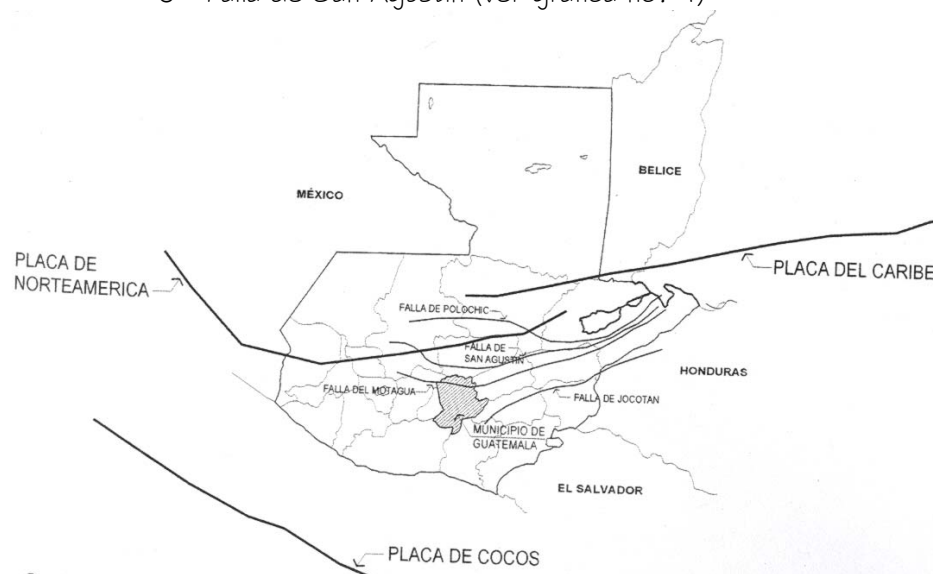 Falla de San Agustín (ver gráfica no. 4)
BELICE
MÉXICO
PLACA DE
NORTEAMERICA
PLACA DEL CARIBE
FALLA DE POLOCHIC
FALLA DE
SAN AGUSTIN
HONDURAS
FALLA DEL MOTAGUA
FALLA DE JOCOTAN
MUNICIPIO DE
GUATEMALA
EL SALVADOR
PLACA DE COCOS